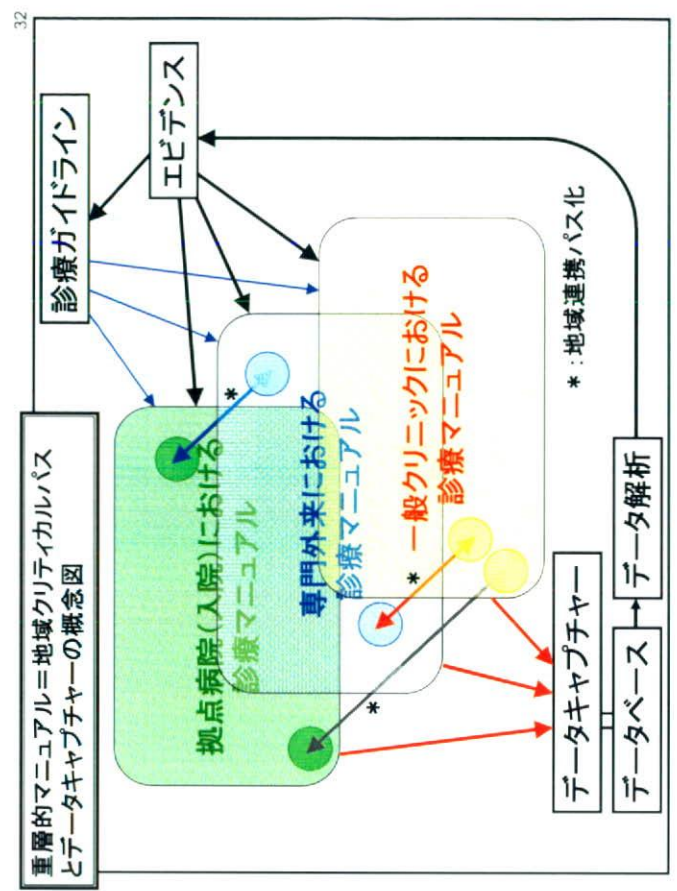 32
重層的マニュアル＝地域クリティカルパス
とデータキャプチャーの概念図
診療ガイドライン
エビデンス
拠点病院(入院)における
診療マニュアル
*
専門外来における
診療マニュアル
*
一般クリニックにおける
診療マニュアル
*
*：地域連携パス化
データキャプチャー
データベース
データ解析